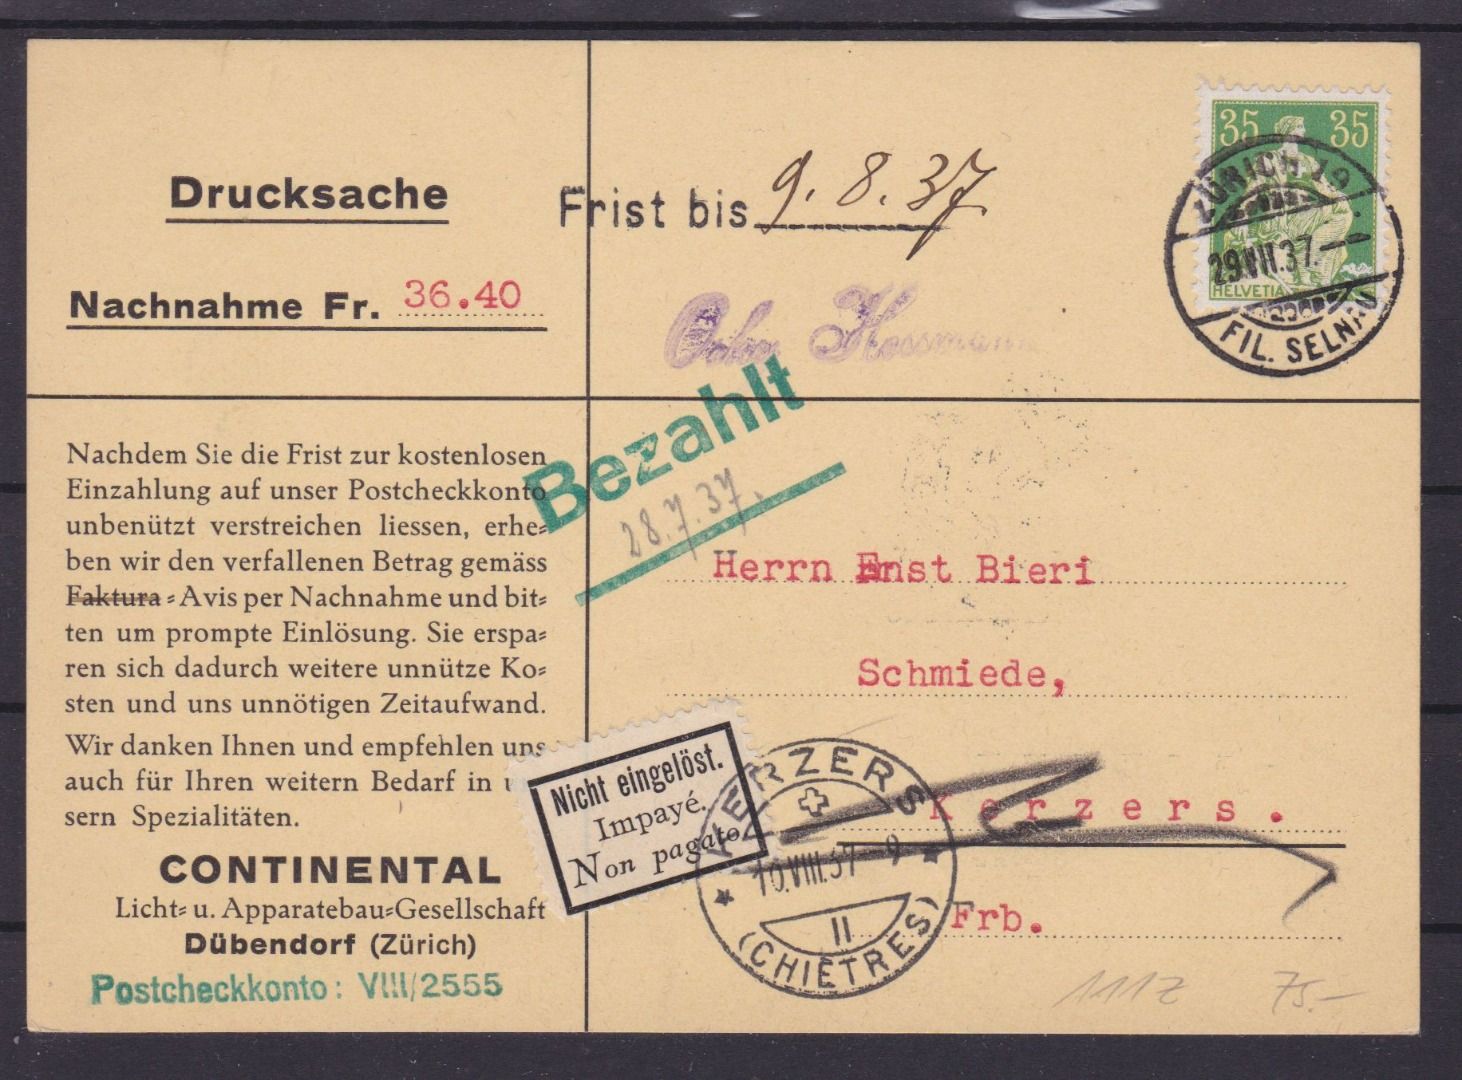 Drucksache
Nachnahme Fr. 36.40
Frist bis 9.8.37
35 35
HELVETIA
ZÜRICH 19
29.VII.37.
FIL. SELNAU
Bezahlt
28.7.37.
Nachdem Sie die Frist zur kostenlosen
Einzahlung auf unser Postcheckkonto
unbenützt verstreichen liessen, erhe=
ben wir den verfallenen Betrag gemäss
Faktura=Avis per Nachnahme und bit=
ten um prompte Einlösung. Sie erspa=
ren sich dadurch weitere unnütze Ko=
sten und uns unnötigen Zeitaufwand.
Wir danken Ihnen und empfehlen uns
auch für Ihren weitern Bedarf in
sern Spezialitäten.
CONTINENTAL
Licht= u. Apparatebau=Gesellschaft
Dübendorf (Zürich)
Postcheckkonto: VIII/2555
Herrn Ernst Bieri
Schmiede,
Kerzers.
Frb.
Nicht eingelöst.
Impayé.
Non pagato
KERZERS
10.VIII.37-9
II
(CHIÈTRES)
111Z 75.-